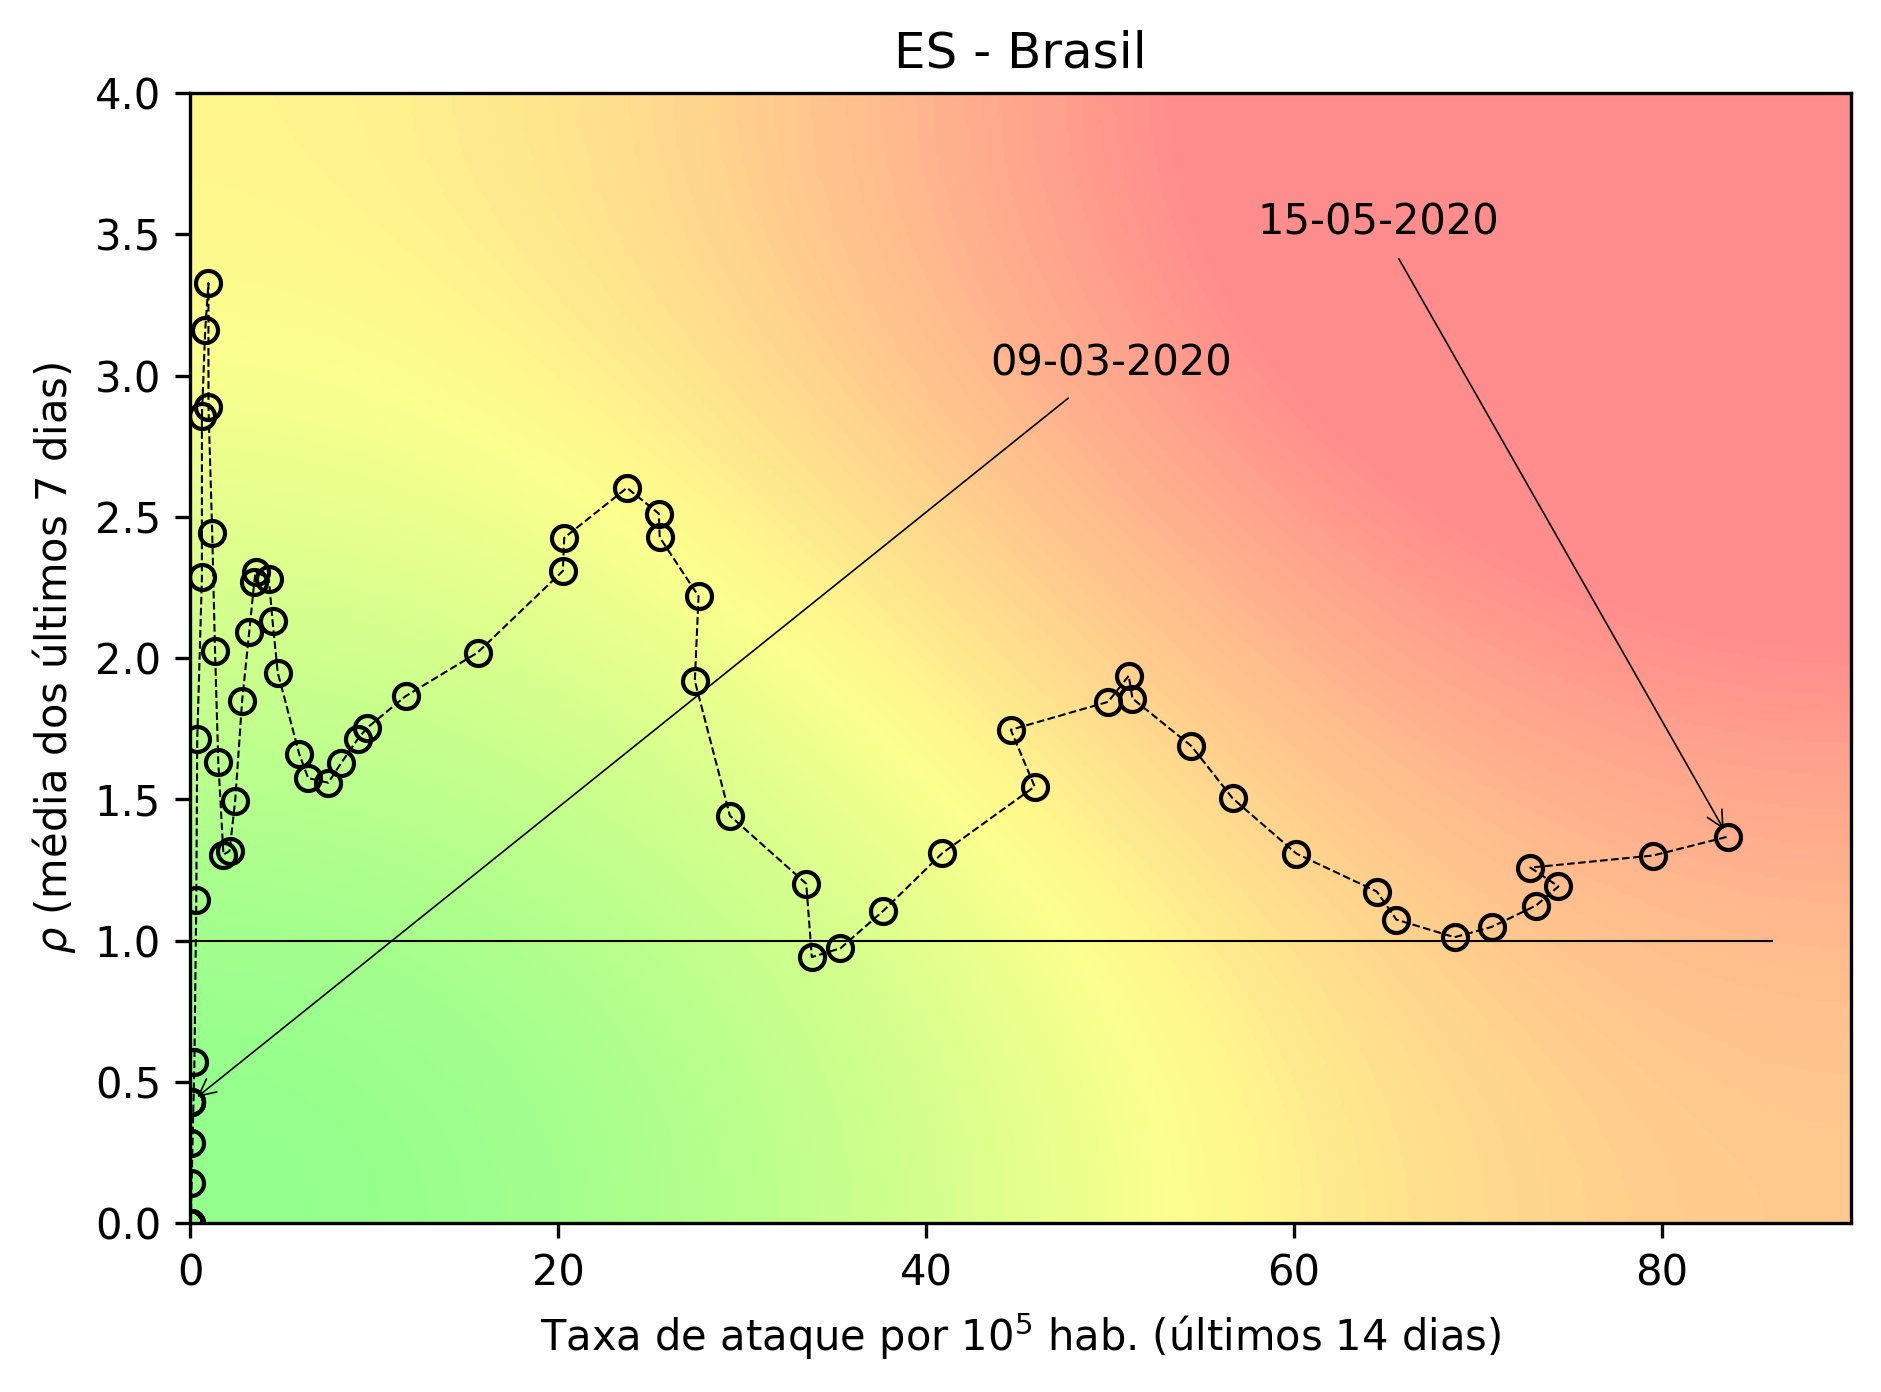 ES - Brasil
4.0
3.5
3.0
2.5
2.0
1.5
1.0
0.5
0.0
ρ (média dos últimos 7 dias)
15-05-2020
09-03-2020
0 20 40 60 80
Taxa de ataque por 10⁵ hab. (últimos 14 dias)